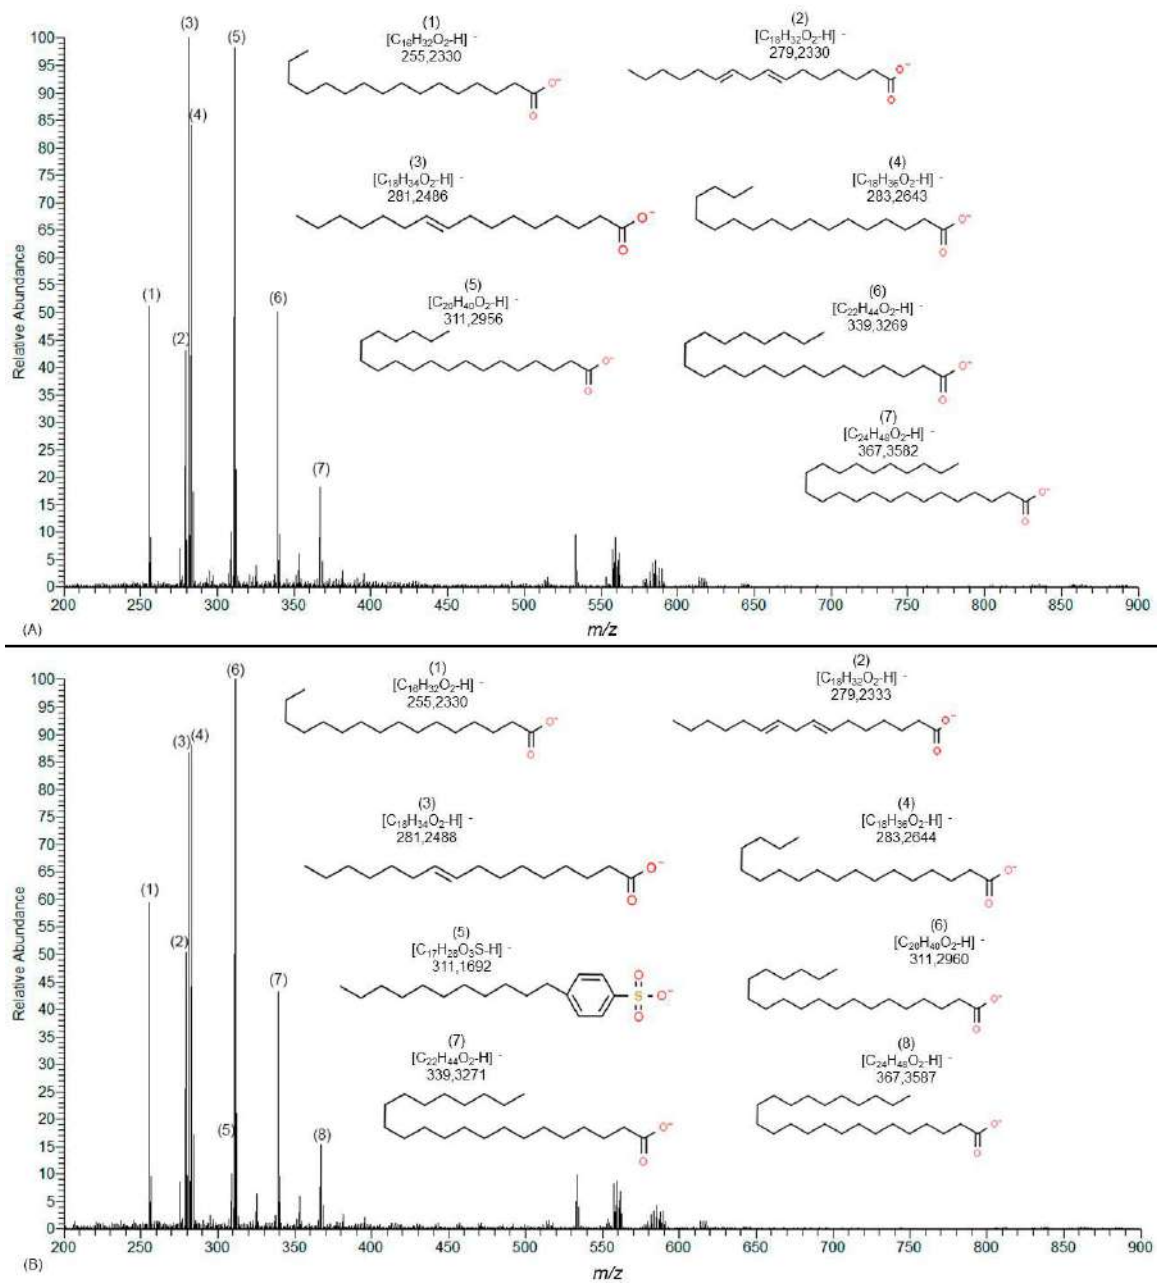 (1)
[C16H32O2-H] -
255,2330
(2)
[C18H32O2-H] -
279,2330
(3)
[C18H34O2-H] -
281,2486
(4)
[C18H36O2-H] -
283,2643
(5)
[C20H40O2-H] -
311,2956
(6)
[C22H44O2-H] -
339,3269
(7)
[C24H48O2-H] -
367,3582
O- O
O- O
O- O
O- O
O- O
O- O
O- O
(1)
(2)
(3)
(4)
(5)
(6)
(7)
Relative Abundance
100
95
90
85
80
75
70
65
60
55
50
45
40
35
30
25
20
15
10
5
0
200 250 300 350 400 450 500 550 600 650 700 750 800 850 900
m/z
(A)
(1)
[C16H32O2-H] -
255,2330
(2)
[C18H32O2-H] -
279,2333
(3)
[C18H34O2-H] -
281,2488
(4)
[C18H36O2-H] -
283,2644
(5)
[C17H28O3S-H] -
311,1692
(6)
[C20H40O2-H] -
311,2960
(7)
[C22H44O2-H] -
339,3271
(8)
[C24H48O2-H] -
367,3587
O- O
O- O
O- O
O- O
O S O- O
O- O
O- O
O- O
(1)
(2)
(3)
(4)
(5)
(6)
(7)
(8)
Relative Abundance
100
95
90
85
80
75
70
65
60
55
50
45
40
35
30
25
20
15
10
5
0
200 250 300 350 400 450 500 550 600 650 700 750 800 850 900
m/z
(B)